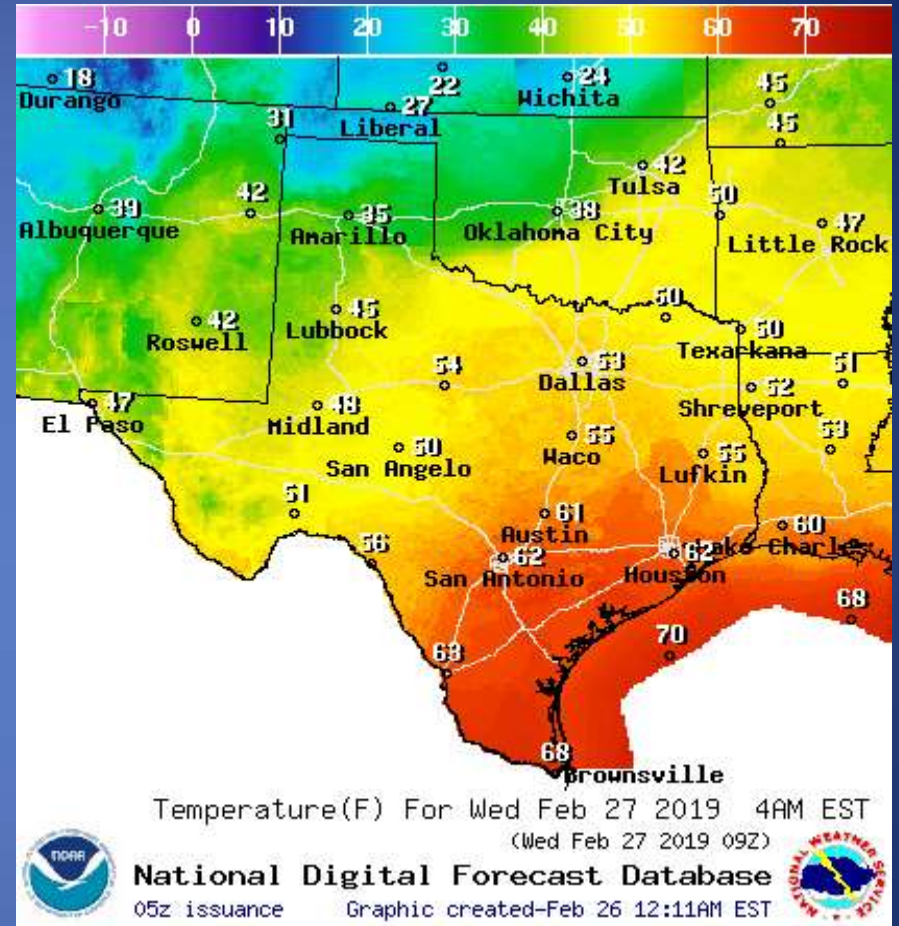 -10 0 10 20 30 40 50 60 70
18
Durango
22
24
Wichita
27
Liberal
45
31
45
42
Tulsa
39
Albuquerque
42
35
Amarillo
38
Oklahoma City
50
47
Little Rock
42
Roswell
45
Lubbock
50
50
Texarkana
54
53
Dallas
52
Shreveport
51
47
El Paso
48
Midland
50
San Angelo
55
Waco
55
Lufkin
53
51
61
Austin
60
Lake Charles
56
62
San Antonio
62
Houston
68
63
70
68
Brownsville
Temperature(F) For Wed Feb 27 2019 4AM EST
(Wed Feb 27 2019 09Z)
NOAA
NATIONAL WEATHER SERVICE
National Digital Forecast Database
05z issuance Graphic created-Feb 26 12:11AM EST